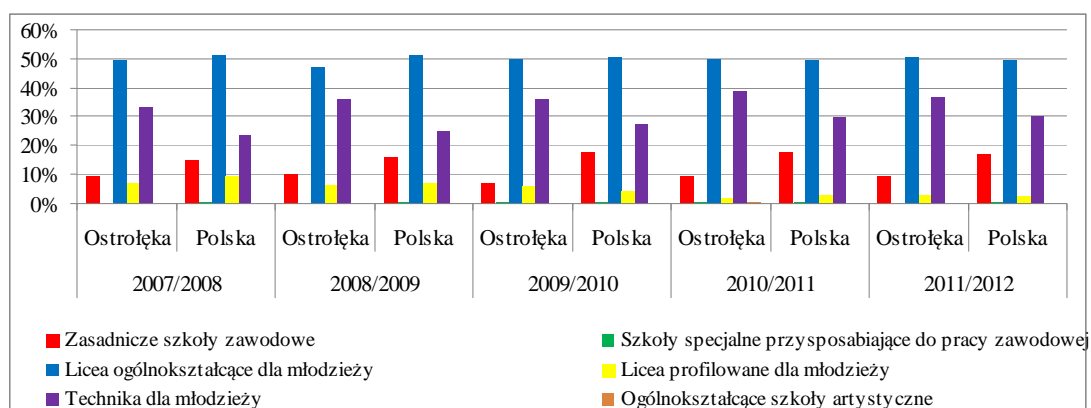 60%
50%
40%
30%
20%
10%
0%
Ostrołęka Polska Ostrołęka Polska Ostrołęka Polska Ostrołęka Polska Ostrołęka Polska
2007/2008 2008/2009 2009/2010 2010/2011 2011/2012
Zasadnicze szkoły zawodowe Szkoły specjalne przysposabiające do pracy zawodowej
Licea ogólnokształcące dla młodzieży Licea profilowane dla młodzieży
Technika dla młodzieży Ogólnokształcące szkoły artystyczne